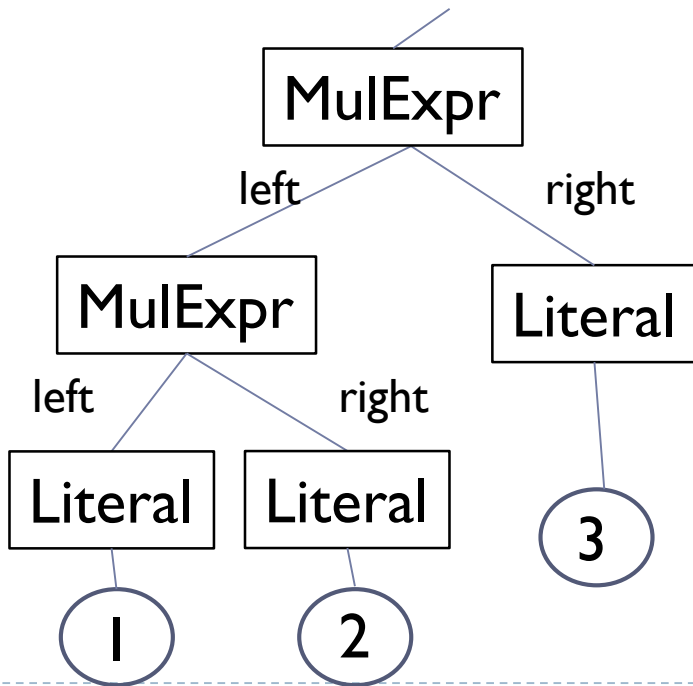 MulExpr
left right
MulExpr
Literal
left right
Literal Literal
3
1 2